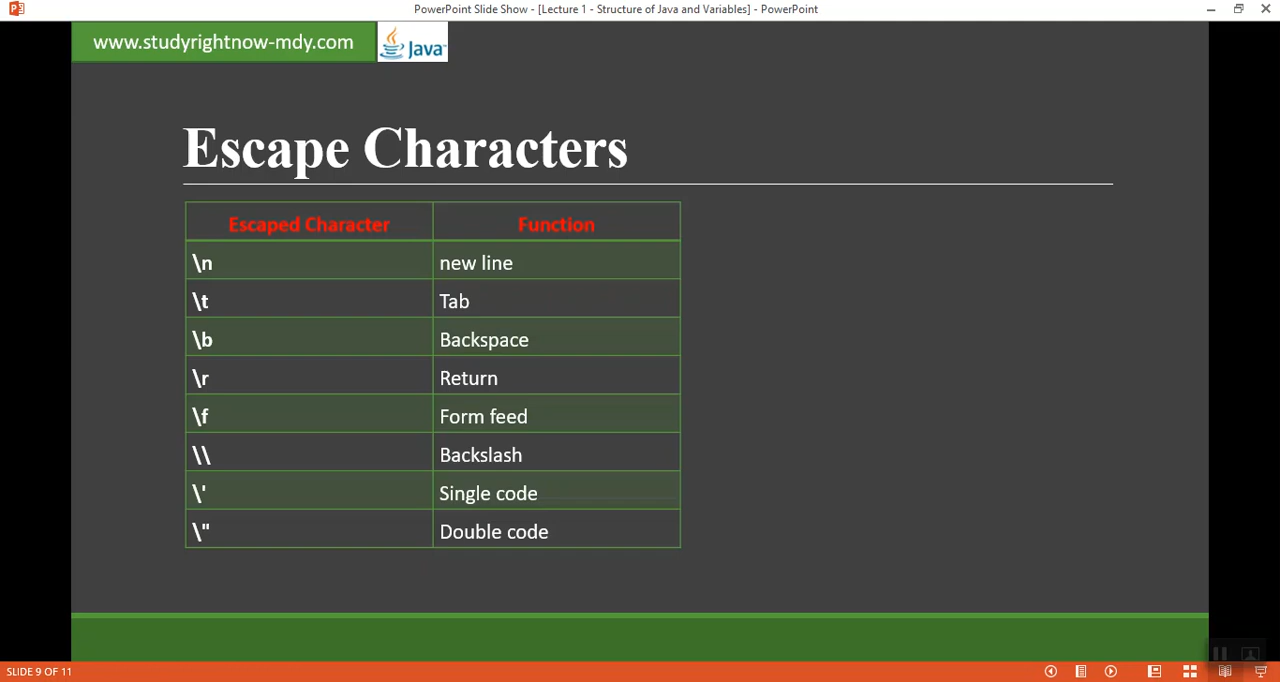 PowerPoint Slide Show - [Lecture 1 - Structure of Java and Variables] - PowerPoint
www.studyrightnow-mdy.com
Java
Escape Characters
Escaped Character Function
\n new line
\t Tab
\b Backspace
\r Return
\f Form feed
\\ Backslash
\' Single code
\" Double code
SLIDE 9 OF 11